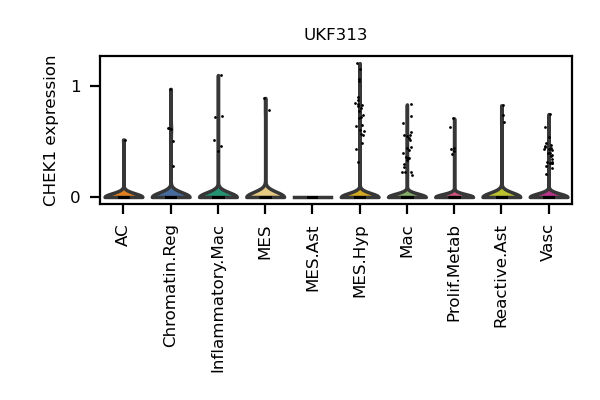 UKF313
CHEK1 expression
1
0
AC
Chromatin.Reg
Inflammatory.Mac
MES
MES.Ast
MES.Hyp
Mac
Prolif.Metab
Reactive.Ast
Vasc